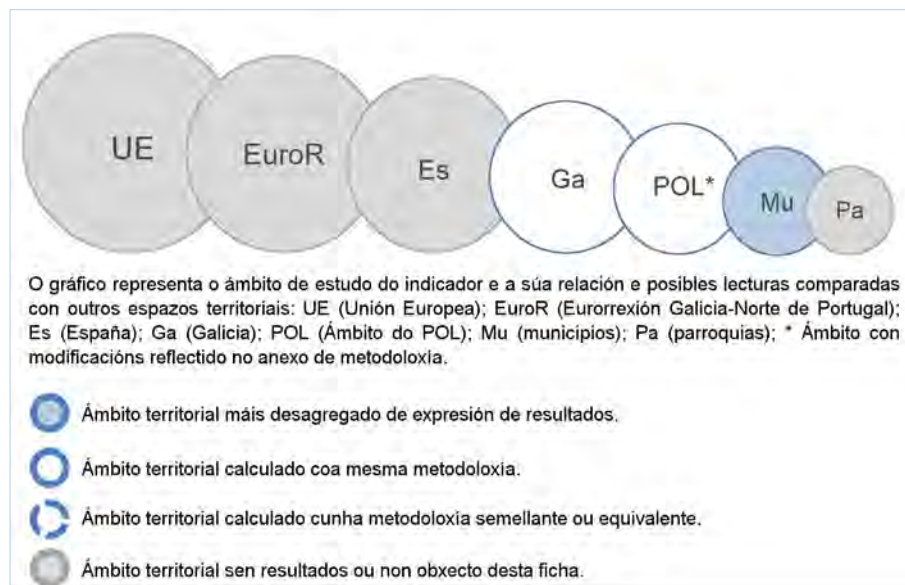 UE
EuroR
Es
Ga
POL*
Mu
Pa
O gráfico representa o ámbito de estudo do indicador e a súa relación e posibles lecturas comparadas
con outros espazos territoriais: UE (Unión Europea); EuroR (Eurorrexión Galicia-Norte de Portugal);
Es (España); Ga (Galicia); POL (Ámbito do POL); Mu (municipios); Pa (parroquias); * Ámbito con
modificacións reflectido no anexo de metodoloxia.
Ámbito territorial máis desagregado de expresión de resultados.
Ámbito territorial calculado coa mesma metodoloxia.
Ámbito territorial calculado cunha metodoloxia semellante ou equivalente.
Ámbito territorial sen resultados ou non obxecto desta ficha.